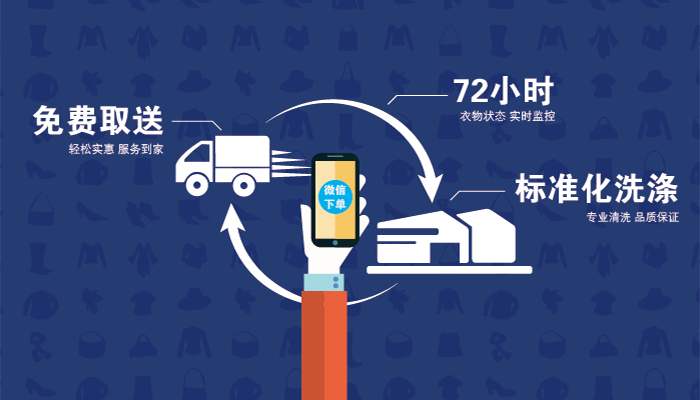 72小时
衣物状态 实时监控
免费取送
轻松实惠 服务到家
微信
下单
标准化洗涤
专业清洗 品质保证